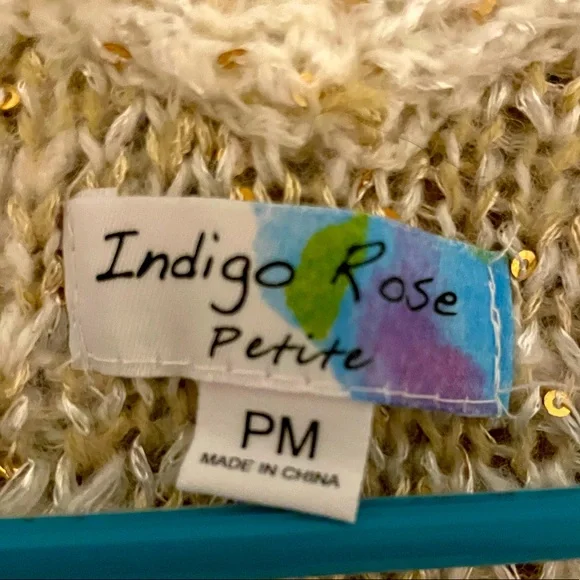 Indigo Rose
Petite
PM
MADE IN CHINA